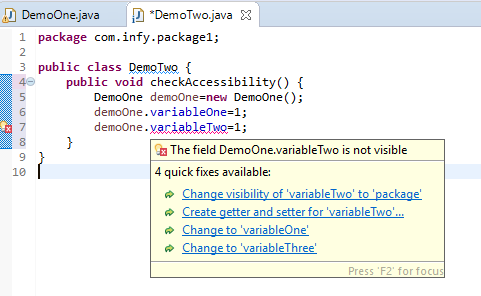 DemoOne.java *DemoTwo.java
1 package com.infy.package1;
2
3 public class DemoTwo {
4 public void checkAccessibility() {
5 DemoOne demoOne=new DemoOne();
6 demoOne.variableOne=1;
7 demoOne.variableTwo=1;
8 }
9 }
10
The field DemoOne.variableTwo is not visible
4 quick fixes available:
Change visibility of 'variableTwo' to 'package'
Create getter and setter for 'variableTwo'...
Change to 'variableOne'
Change to 'variableThree'
Press 'F2' for focus